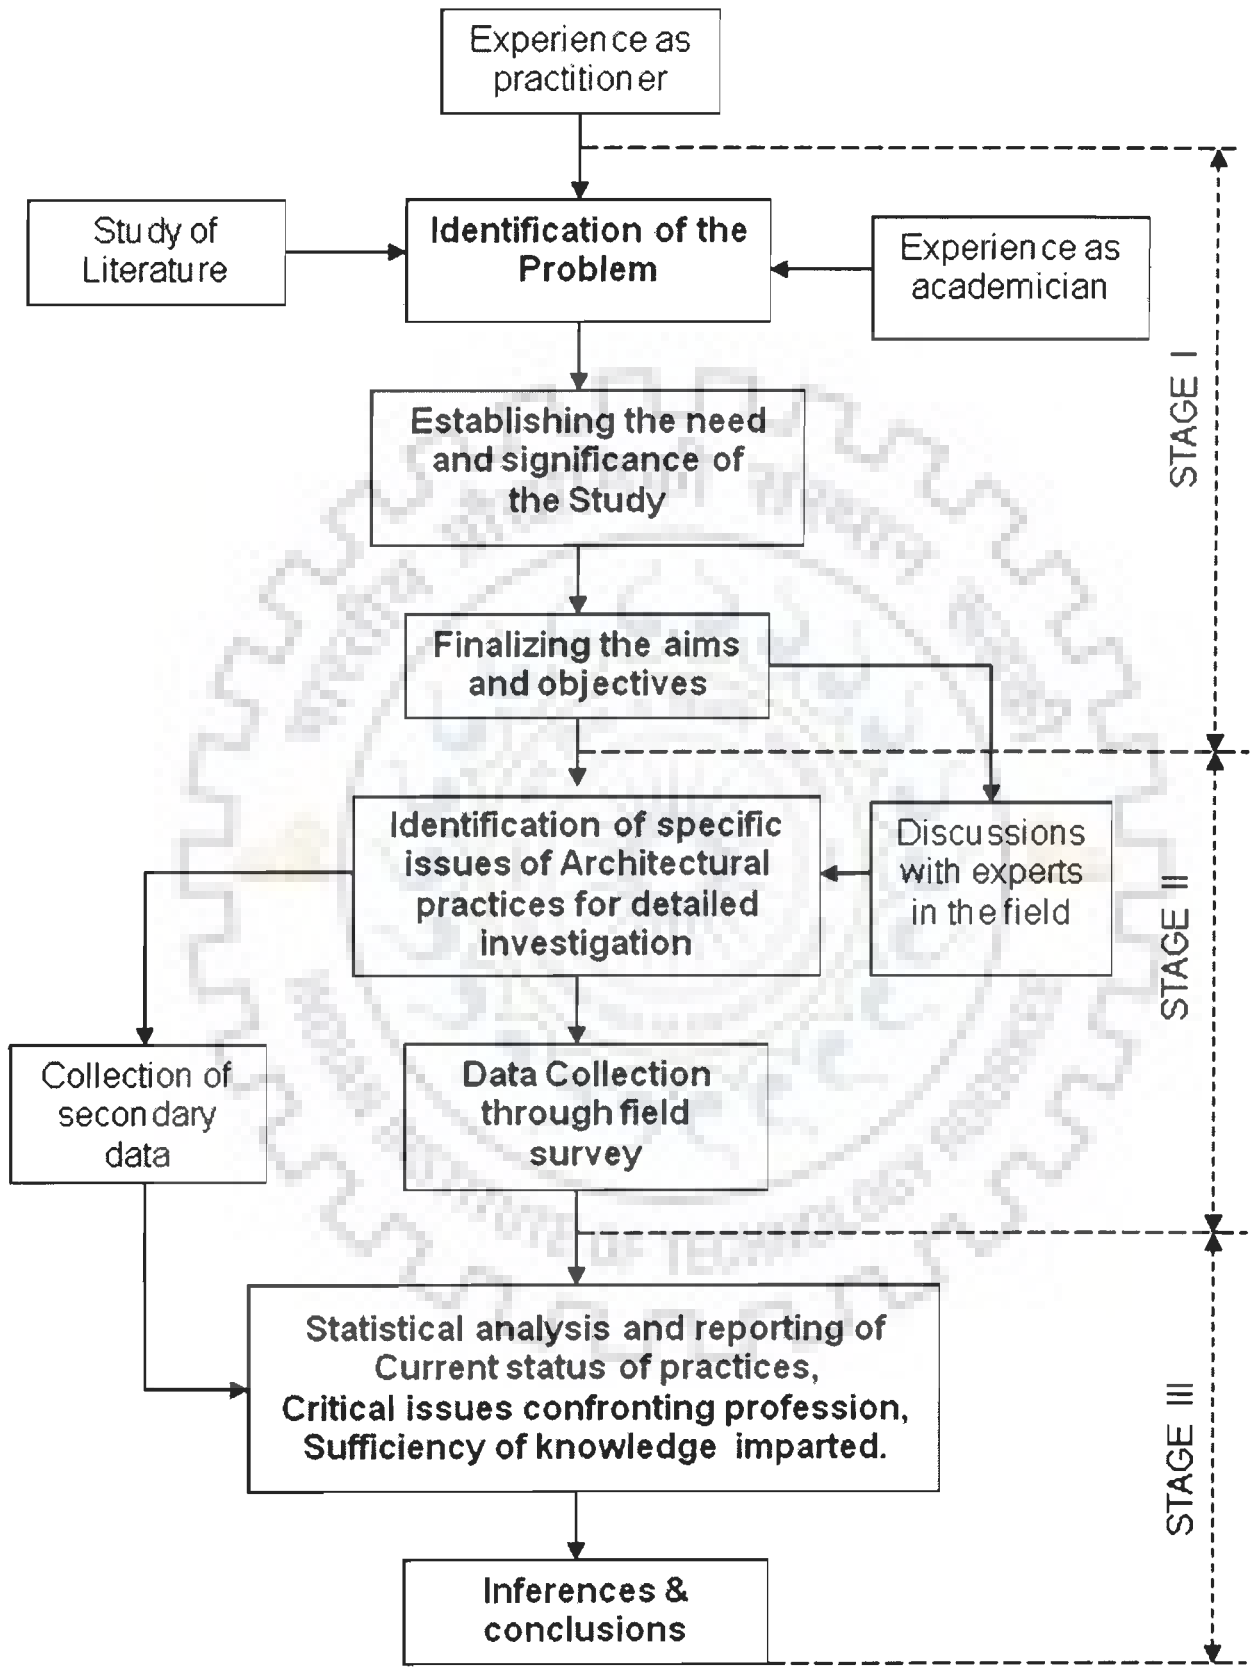 Experience as
practitioner
Study of
Literature
Identification of the
Problem
Experience as
academician
STAGE I
Establishing the need
and significance of
the Study
Finalizing the aims
and objectives
Identification of specific
issues of Architectural
practices for detailed
investigation
Discussions
with experts
in the field
STAGE II
Collection of
secondary
data
Data Collection
through field
survey
Statistical analysis and reporting of
Current status of practices,
Critical issues confronting profession,
Sufficiency of knowledge imparted.
STAGE III
Inferences &
conclusions
INSTITUTE OF TECHNOLOGY